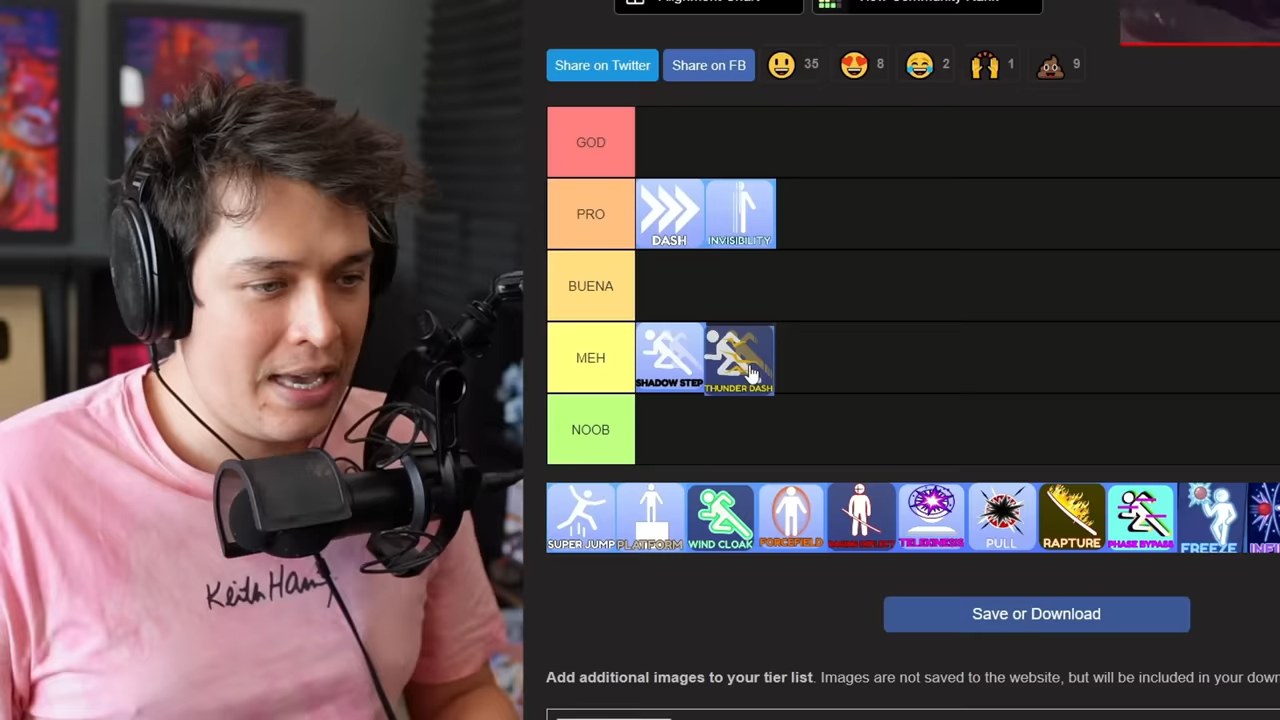 Share on Twitter
Share on FB
35
8
2
1
9
GOD
PRO
DASH
INVISIBILITY
BUENA
MEH
SHADOW STEP
THUNDER DASH
NOOB
SUPER JUMP
PLATFORM
WIND CLOAK
FORCEFIELD
TELEKINESIS
PULL
RAPTURE
PHASE BYPASS
FREEZE
INFI
Save or Download
Add additional images to your tier list. Images are not saved to the website, but will be included in your down
Keith Haring